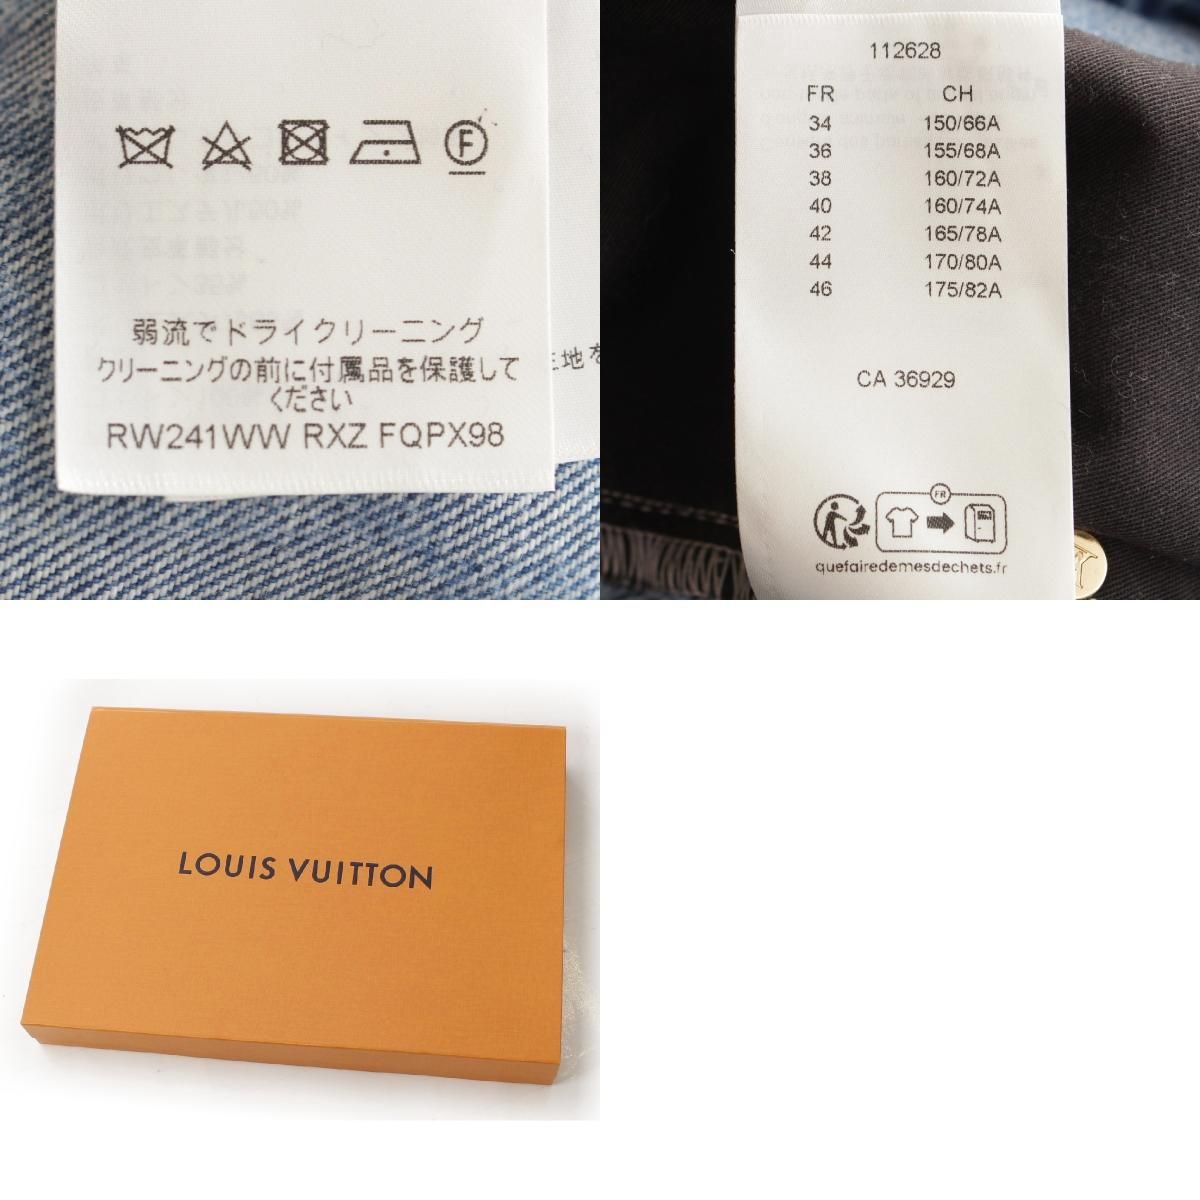 F
弱流でドライクリーニング
クリーニングの前に付属品を保護して
ください
RW241WW RXZ FQPX98
112628
FR CH
34 150/66A
36 155/68A
38 160/72A
40 160/74A
42 165/78A
44 170/80A
46 175/82A
CA 36929
FR
quefairedemesdechets.fr
LOUIS VUITTON